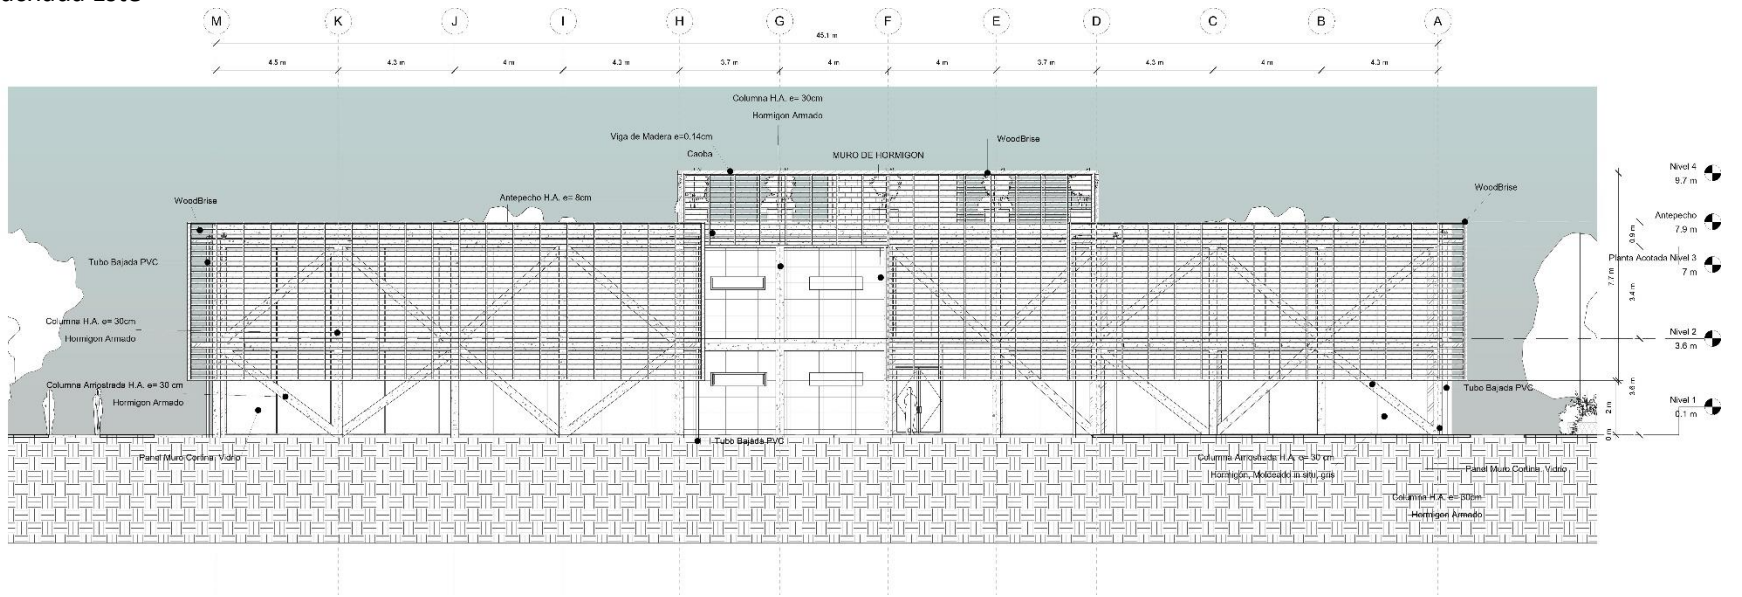 M K J I H G F E D C B A
45.1 m
4.5 m 4.3 m 4 m 4.3 m 3.7 m 4 m 4 m 3.7 m 4.3 m 4 m 4.3 m
Columna H.A. e= 30cm
Hormigon Armado
Viga de Madera e=0.14cm
Caoba
WoodBrise
MURO DE HORMIGON
Nivel 4
9.7 m
WoodBrise
Antepecho H.A. e= 8cm
WoodBrise
Antepecho
7.9 m
0.9 m
Tubo Bajada PVC
Planta Acotada Nivel 3
7 m
7.7 m
3.4 m
Columna H.A. e= 30cm
Hormigon Armado
Nivel 2
3.6 m
Columna Arriostrada H.A. e= 30 cm
Hormigon Armado
Tubo Bajada PVC
3.6 m
2 m
0 m
Nivel 1
0.1 m
Tubo Bajada PVC
Panel Muro Cortina, Vidrio
Columna Arriostrada H.A. e= 30 cm
Hormigón, Moldeado in situ, gris
Panel Muro Cortina, Vidrio
Columna H.A. e= 30cm
Hormigon Armado